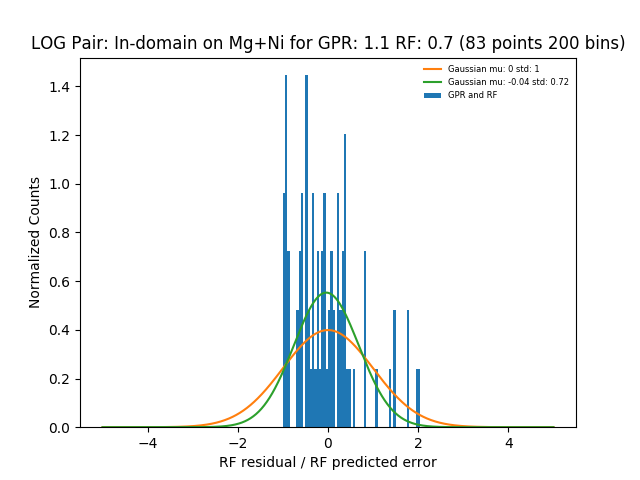 LOG Pair: In-domain on Mg+Ni for GPR: 1.1 RF: 0.7 (83 points 200 bins)
Gaussian mu: 0 std: 1
Gaussian mu: -0.04 std: 0.72
GPR and RF
Normalized Counts
1.4
1.2
1.0
0.8
0.6
0.4
0.2
0.0
−4 −2 0 2 4
RF residual / RF predicted error